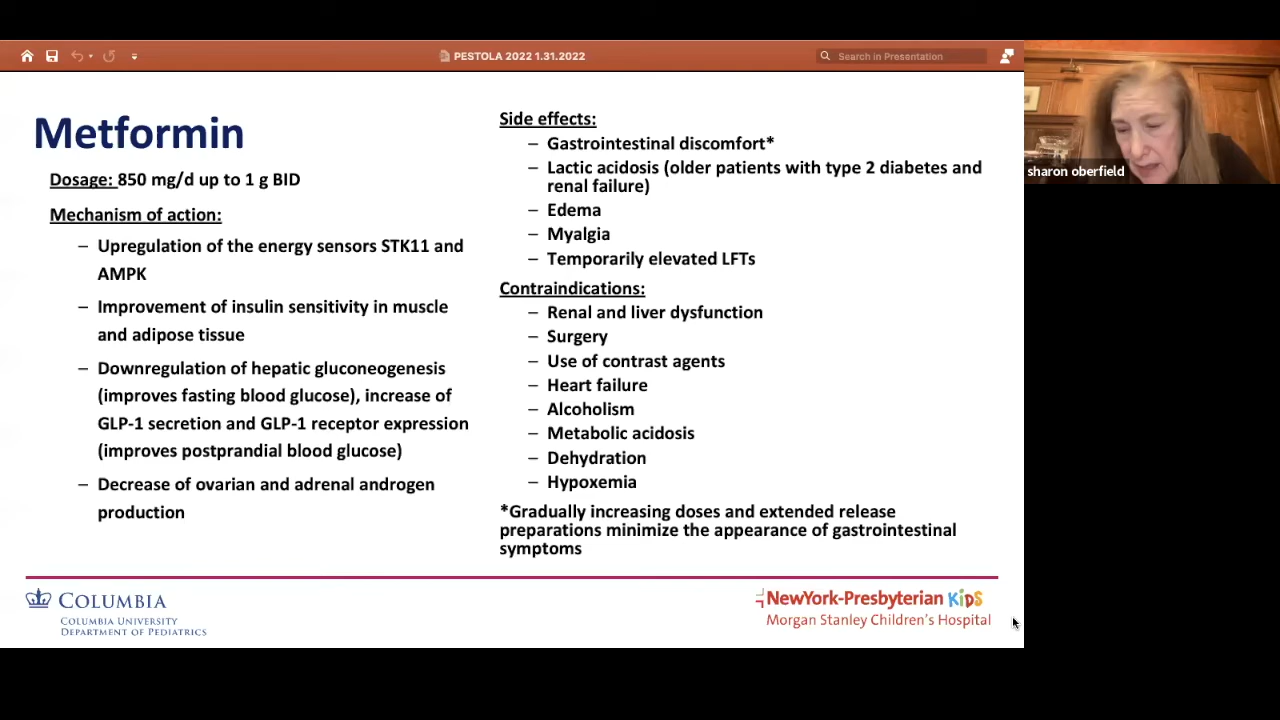 PESTOLA 2022 1.31.2022
Search in Presentation
Metformin
Dosage: 850 mg/d up to 1 g BID
Mechanism of action:
– Upregulation of the energy sensors STK11 and
AMPK
– Improvement of insulin sensitivity in muscle
and adipose tissue
– Downregulation of hepatic gluconeogenesis
(improves fasting blood glucose), increase of
GLP-1 secretion and GLP-1 receptor expression
(improves postprandial blood glucose)
– Decrease of ovarian and adrenal androgen
production
Side effects:
– Gastrointestinal discomfort*
– Lactic acidosis (older patients with type 2 diabetes and
renal failure)
– Edema
– Myalgia
– Temporarily elevated LFTs
Contraindications:
– Renal and liver dysfunction
– Surgery
– Use of contrast agents
– Heart failure
– Alcoholism
– Metabolic acidosis
– Dehydration
– Hypoxemia
*Gradually increasing doses and extended release
preparations minimize the appearance of gastrointestinal
symptoms
COLUMBIA
COLUMBIA UNIVERSITY
DEPARTMENT OF PEDIATRICS
NewYork-Presbyterian KiDS
Morgan Stanley Children's Hospital
sharon oberfield